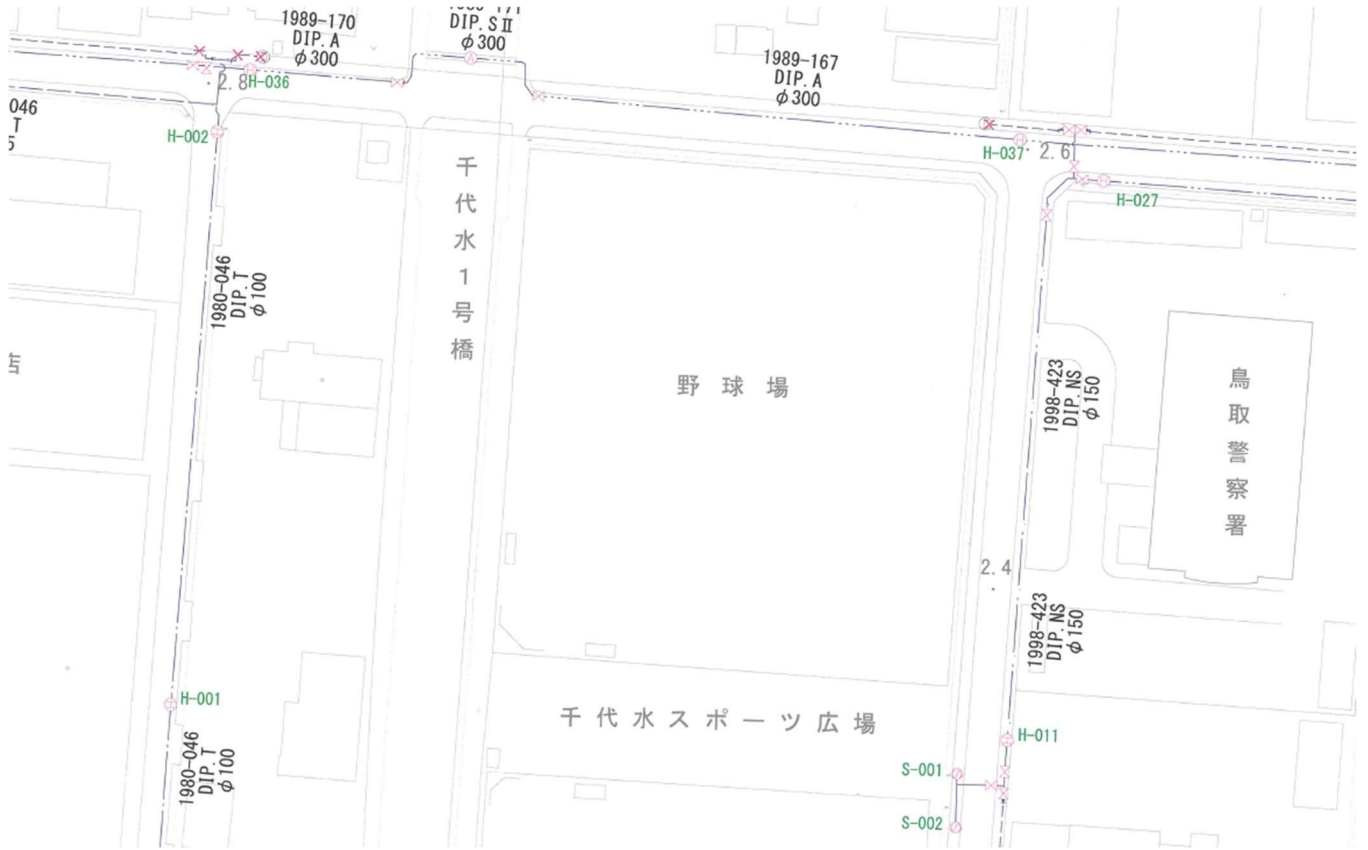 1989-170
DIP.A
φ300
DIP.SⅡ
φ300
1989-167
DIP.A
φ300
2.8
H-036
046
T
5
H-002
H-037
2.6
H-027
千代水1号橋
1980-046
DIP.T
φ100
店
野球場
1998-423
DIP.NS
φ150
鳥取警察署
2.4
1998-423
DIP.NS
φ150
H-001
千代水スポーツ広場
H-011
1980-046
DIP.T
φ100
S-001
S-002